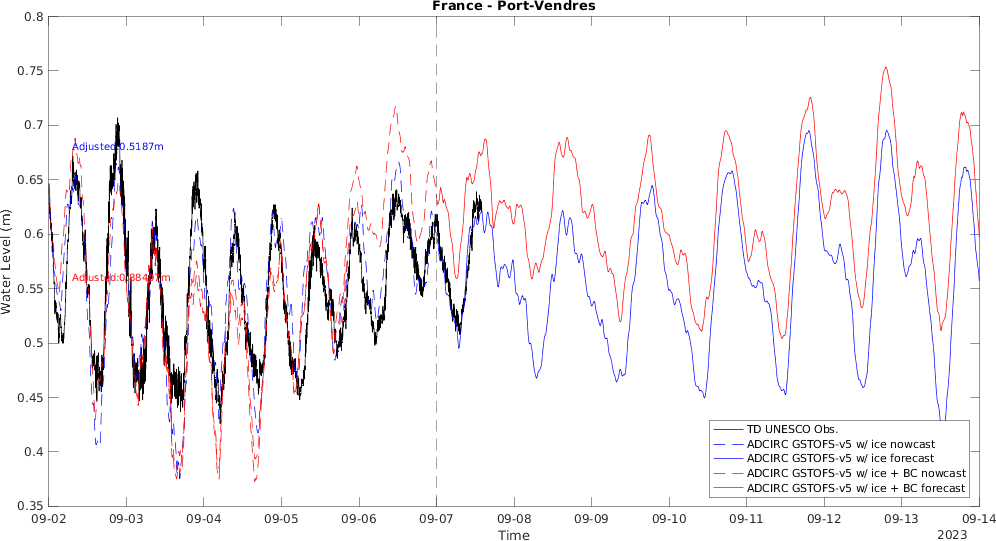 France - Port-Vendres
0.8
0.75
0.7
0.65
0.6
0.55
0.5
0.45
0.4
0.35
Water Level (m)
Adjusted:0.5187m
TD UNESCO Obs.
ADCIRC GSTOFS-v5 w/ ice nowcast
ADCIRC GSTOFS-v5 w/ ice forecast
ADCIRC GSTOFS-v5 w/ ice + BC nowcast
ADCIRC GSTOFS-v5 w/ ice + BC forecast
09-02 09-03 09-04 09-05 09-06 09-07 09-08 09-09 09-10 09-11 09-12 09-13 09-14
Time
2023